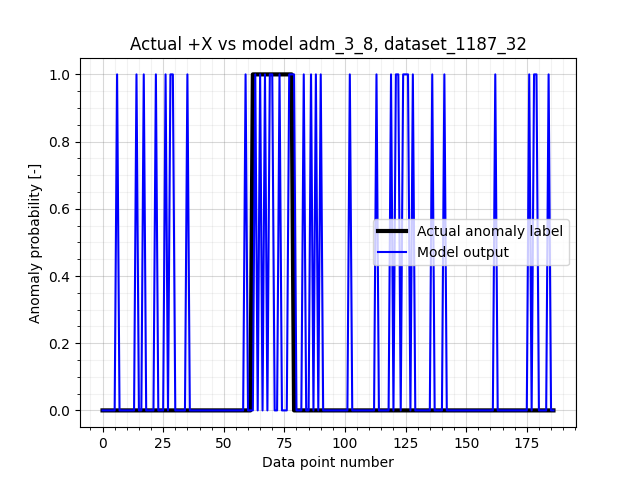 Actual +X vs model adm_3_8, dataset_1187_32
1.0
0.8
0.6
0.4
0.2
0.0
Anomaly probability [-]
Actual anomaly label
Model output
0 25 50 75 100 125 150 175
Data point number